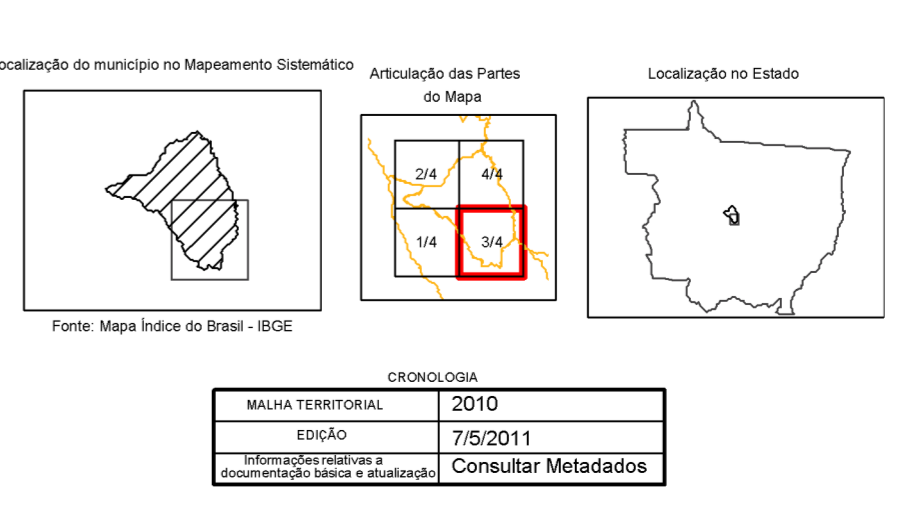 ocalização do município no Mapeamento Sistemático
Articulação das Partes
do Mapa
Localização no Estado
2/4
4/4
1/4
3/4
Fonte: Mapa Índice do Brasil - IBGE
CRONOLOGIA
MALHA TERRITORIAL
2010
EDIÇÃO
7/5/2011
Informações relativas a
documentação básica e atualização
Consultar Metadados